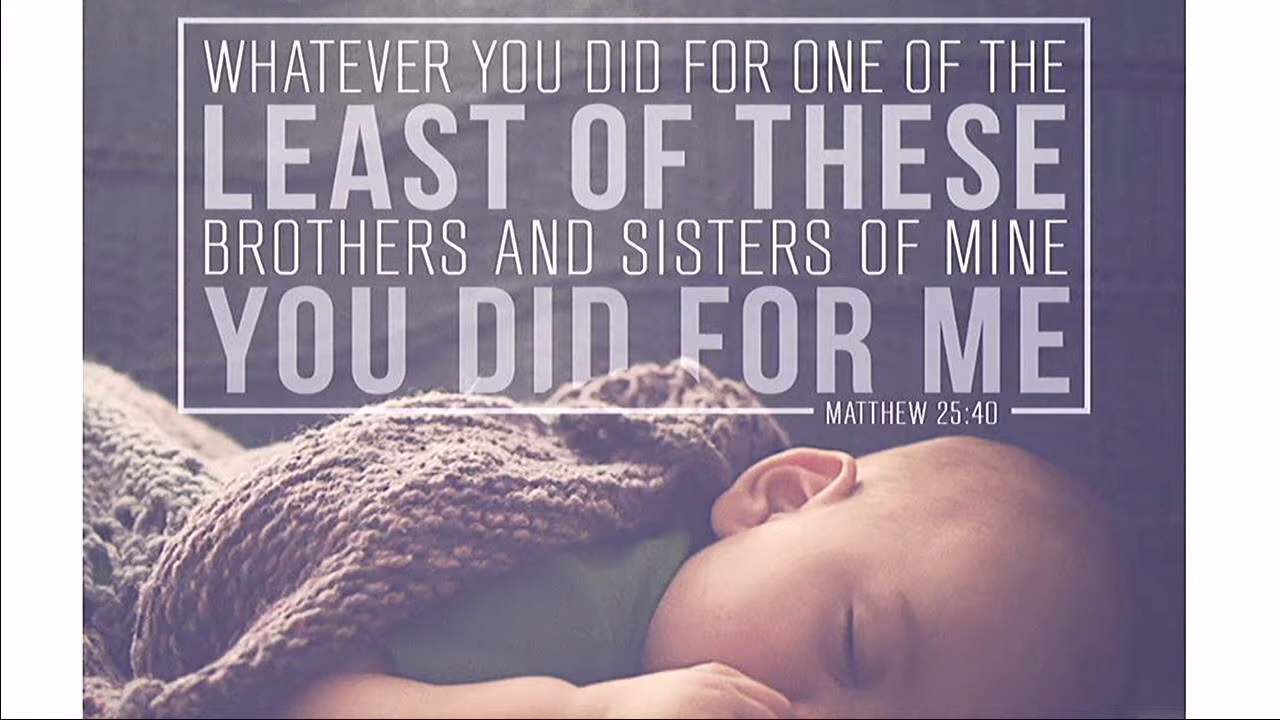 WHATEVER YOU DID FOR ONE OF THE
LEAST OF THESE
BROTHERS AND SISTERS OF MINE
YOU DID FOR ME
MATTHEW 25:40